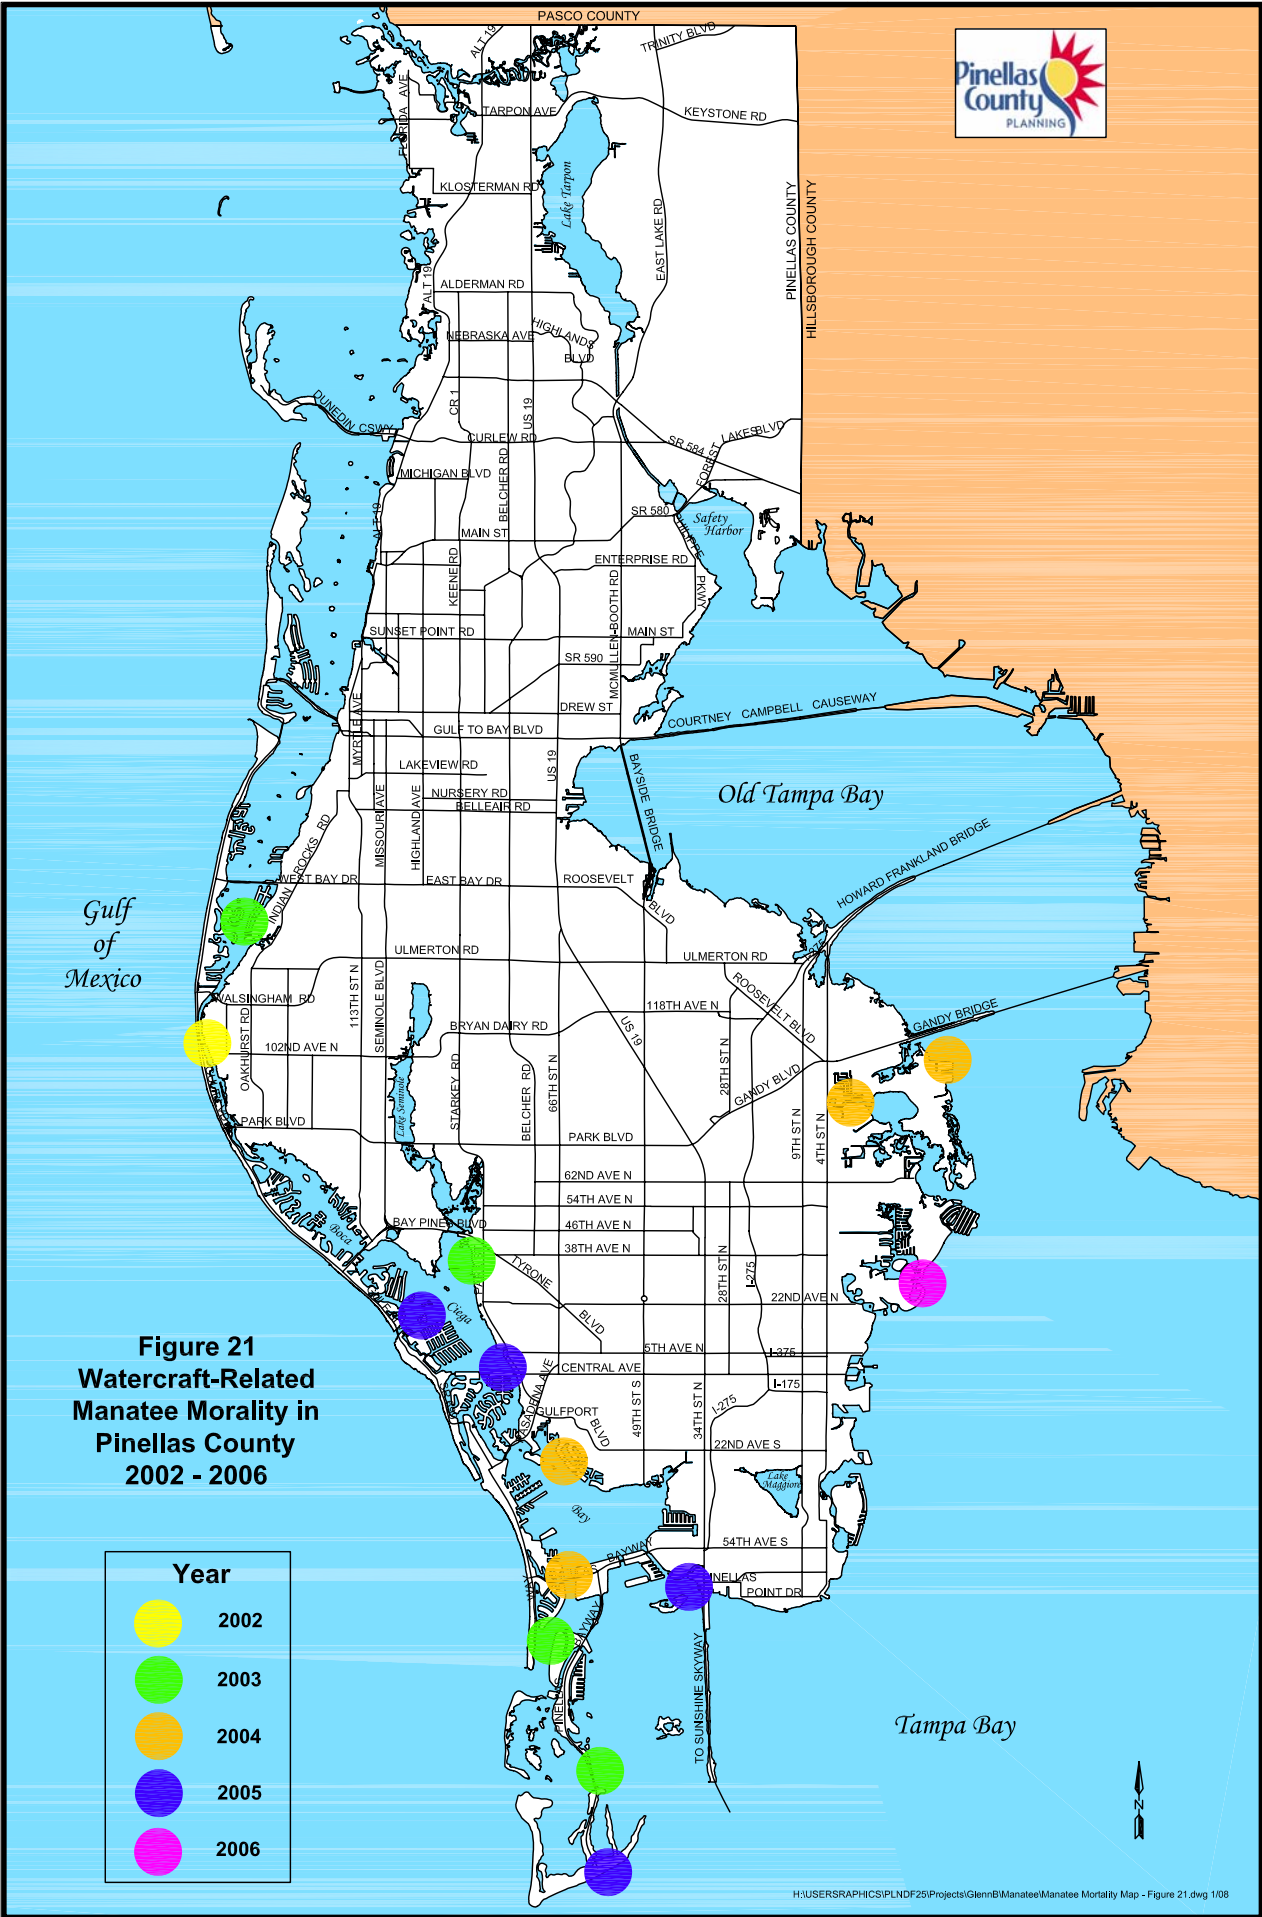 PASCO COUNTY
ALT 19
TRINITY BLVD
Pinellas
County
PLANNING
FLORIDA AVE
TARPON AVE
KEYSTONE RD
KLOSTERMAN RD
Lake Tarpon
EAST LAKE RD
PINELLAS COUNTY
HILLSBOROUGH COUNTY
ALT 19
ALDERMAN RD
NEBRASKA AVE
HIGHLANDS
BLVD
DUNEDIN CSWY
CR 1
US 19
CURLEW RD
SR 584
FOREST LAKES BLVD
MICHIGAN BLVD
BELCHER RD
ALT 19
SR 580
Safety
Harbor
MAIN ST
PHILIPPE
PKWY
ENTERPRISE RD
KEENE RD
MCMULLEN-BOOTH RD
SUNSET POINT RD
MAIN ST
SR 590
MYRTLE AVE
DREW ST
COURTNEY CAMPBELL CAUSEWAY
GULF TO BAY BLVD
LAKEVIEW RD
US 19
BAYSIDE BRIDGE
NURSERY RD
BELLEAIR RD
Old Tampa Bay
MISSOURI AVE
HIGHLAND AVE
INDIAN ROCKS RD
HOWARD FRANKLAND BRIDGE
WEST BAY DR
EAST BAY DR
ROOSEVELT
BLVD
Gulf
of
Mexico
ULMERTON RD
ULMERTON RD
I-275
WALSINGHAM RD
113TH ST N
SEMINOLE BLVD
ROOSEVELT BLVD
118TH AVE N
GANDY BRIDGE
OAKHURST RD
102ND AVE N
BRYAN DAIRY RD
US 19
28TH ST N
GANDY BLVD
STARKEY RD
BELCHER RD
66TH ST N
Lake Seminole
9TH ST N
4TH ST N
PARK BLVD
PARK BLVD
62ND AVE N
54TH AVE N
BAY PINES BLVD
46TH AVE N
38TH AVE N
Boca
TYRONE
BLVD
28TH ST N
I-275
22ND AVE N
Ciega
5TH AVE N
I-375
CENTRAL AVE
I-175
PASADENA AVE
GULFPORT
BLVD
49TH ST S
34TH ST N
I-275
22ND AVE S
Lake
Maggiore
Bay
54TH AVE S
BAYWAY
PINELLAS
POINT DR
WAY
BAYWAY
PINELLAS
TO SUNSHINE SKYWAY
Tampa Bay
Figure 21
Watercraft-Related
Manatee Morality in
Pinellas County
2002 - 2006
Year
2002
2003
2004
2005
2006
N
H:\USERSRAPHICS\PLNDF25\Projects\GlennB\Manatee\Manatee Mortality Map - Figure 21.dwg 1/08